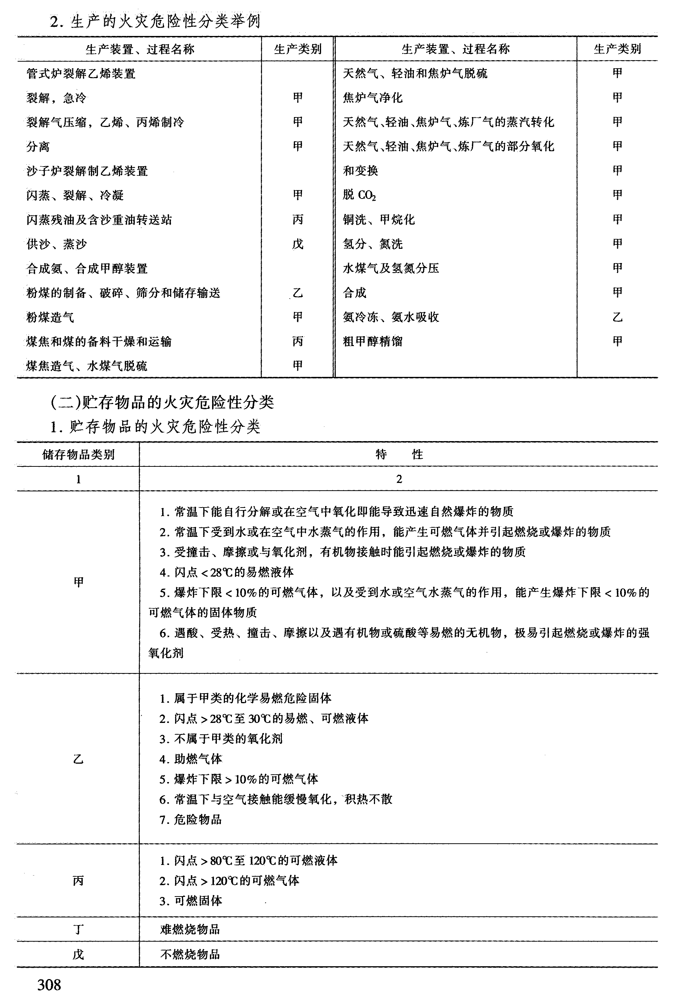 2. 生产的火灾危险性分类举例
生产装置、过程名称 生产类别 生产装置、过程名称 生产类别
管式炉裂解乙烯装置 天然气、轻油和焦炉气脱硫 甲
裂解，急冷 甲 焦炉气净化 甲
裂解气压缩，乙烯、丙烯制冷 甲 天然气、轻油、焦炉气、炼厂气的蒸汽转化 甲
分离 甲 天然气、轻油、焦炉气、炼厂气的部分氧化 甲
沙子炉裂解制乙烯装置 和变换 甲
闪蒸、裂解、冷凝 甲 脱 CO₂ 甲
闪蒸残油及含沙重油转送站 丙 铜洗、甲烷化 甲
供沙、蒸沙 戊 氢分、氮洗 甲
合成氨、合成甲醇装置 水煤气及氢氮分压 甲
粉煤的制备、破碎、筛分和储存输送 乙 合成 甲
粉煤造气 甲 氨冷冻、氨水吸收 乙
煤焦和煤的备料干燥和运输 丙 粗甲醇精馏 甲
煤焦造气、水煤气脱硫 甲
(二)贮存物品的火灾危险性分类
1. 贮存物品的火灾危险性分类
储存物品类别 特 性
1 2
甲
1. 常温下能自行分解或在空气中氧化即能导致迅速自然爆炸的物质
2. 常温下受到水或在空气中水蒸气的作用，能产生可燃气体并引起燃烧或爆炸的物质
3. 受撞击、摩擦或与氧化剂，有机物接触时能引起燃烧或爆炸的物质
4. 闪点<28℃的易燃液体
5. 爆炸下限<10%的可燃气体，以及受到水或空气水蒸气的作用，能产生爆炸下限<10%的
可燃气体的固体物质
6. 遇酸、受热、撞击、摩擦以及遇有机物或硫酸等易燃的无机物，极易引起燃烧或爆炸的强
氧化剂
乙
1. 属于甲类的化学易燃危险固体
2. 闪点>28℃至30℃的易燃、可燃液体
3. 不属于甲类的氧化剂
4. 助燃气体
5. 爆炸下限>10%的可燃气体
6. 常温下与空气接触能缓慢氧化，积热不散
7. 危险物品
丙
1. 闪点>80℃至120℃的可燃液体
2. 闪点>120℃的可燃气体
3. 可燃固体
丁 难燃烧物品
戊 不燃烧物品
308